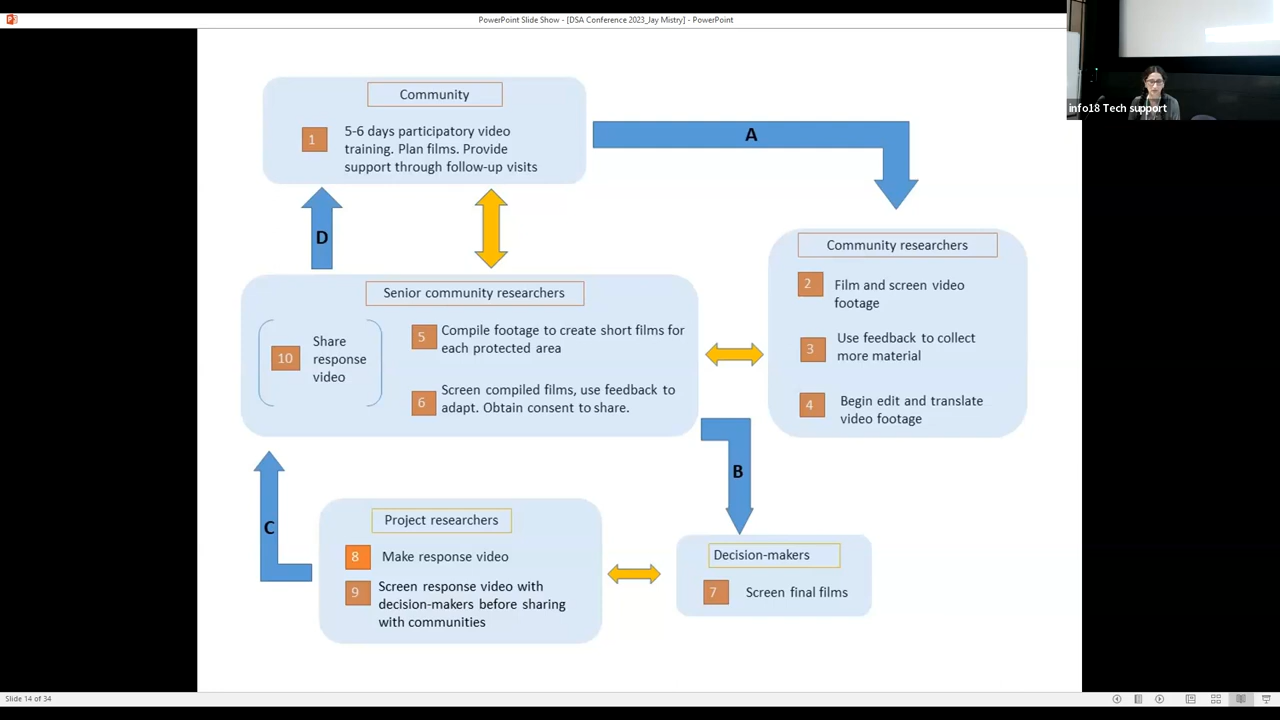 PowerPoint Slide Show - [DSA Conference 2023_Jay Mistry] - PowerPoint
info18 Tech support
Community
1
5-6 days participatory video
training. Plan films. Provide
support through follow-up visits
A
D
Community researchers
2
Film and screen video
footage
3
Use feedback to collect
more material
4
Begin edit and translate
video footage
Senior community researchers
10
Share
response
video
5
Compile footage to create short films for
each protected area
6
Screen compiled films, use feedback to
adapt. Obtain consent to share.
B
C
Project researchers
8
Make response video
9
Screen response video with
decision-makers before sharing
with communities
Decision-makers
7
Screen final films
Slide 14 of 34